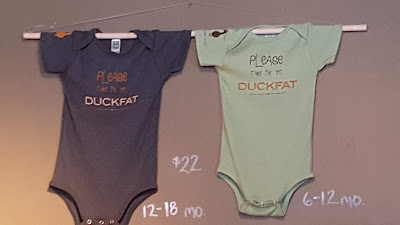 PLEASE
TAKE ME TO
DUCKFAT
PLEASE
TAKE ME TO
DUCKFAT
$22
12-18 mo.
6-12 mo.